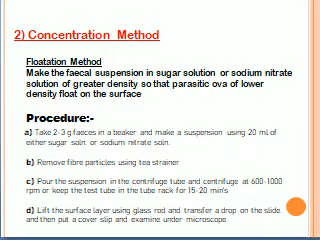 2) Concentration Method
Floatation Method
Make the faecal suspension in sugar solution or sodium nitrate
solution of greater density so that parasitic ova of lower
density float on the surface
Procedure:-
a) Take 2-3 g faeces in a beaker and make a suspension using 20 ml of
either sugar soln. or sodium nitrate soln.
b) Remove fibre particles using tea strainer
c) Pour the suspension in the centrifuge tube and centrifuge at 600-1000
rpm or keep the test tube in the tube rack for 15-20 min's
d) Lift the surface layer using glass rod and transfer a drop on the slide,
and then put a cover slip and examine under microscope.